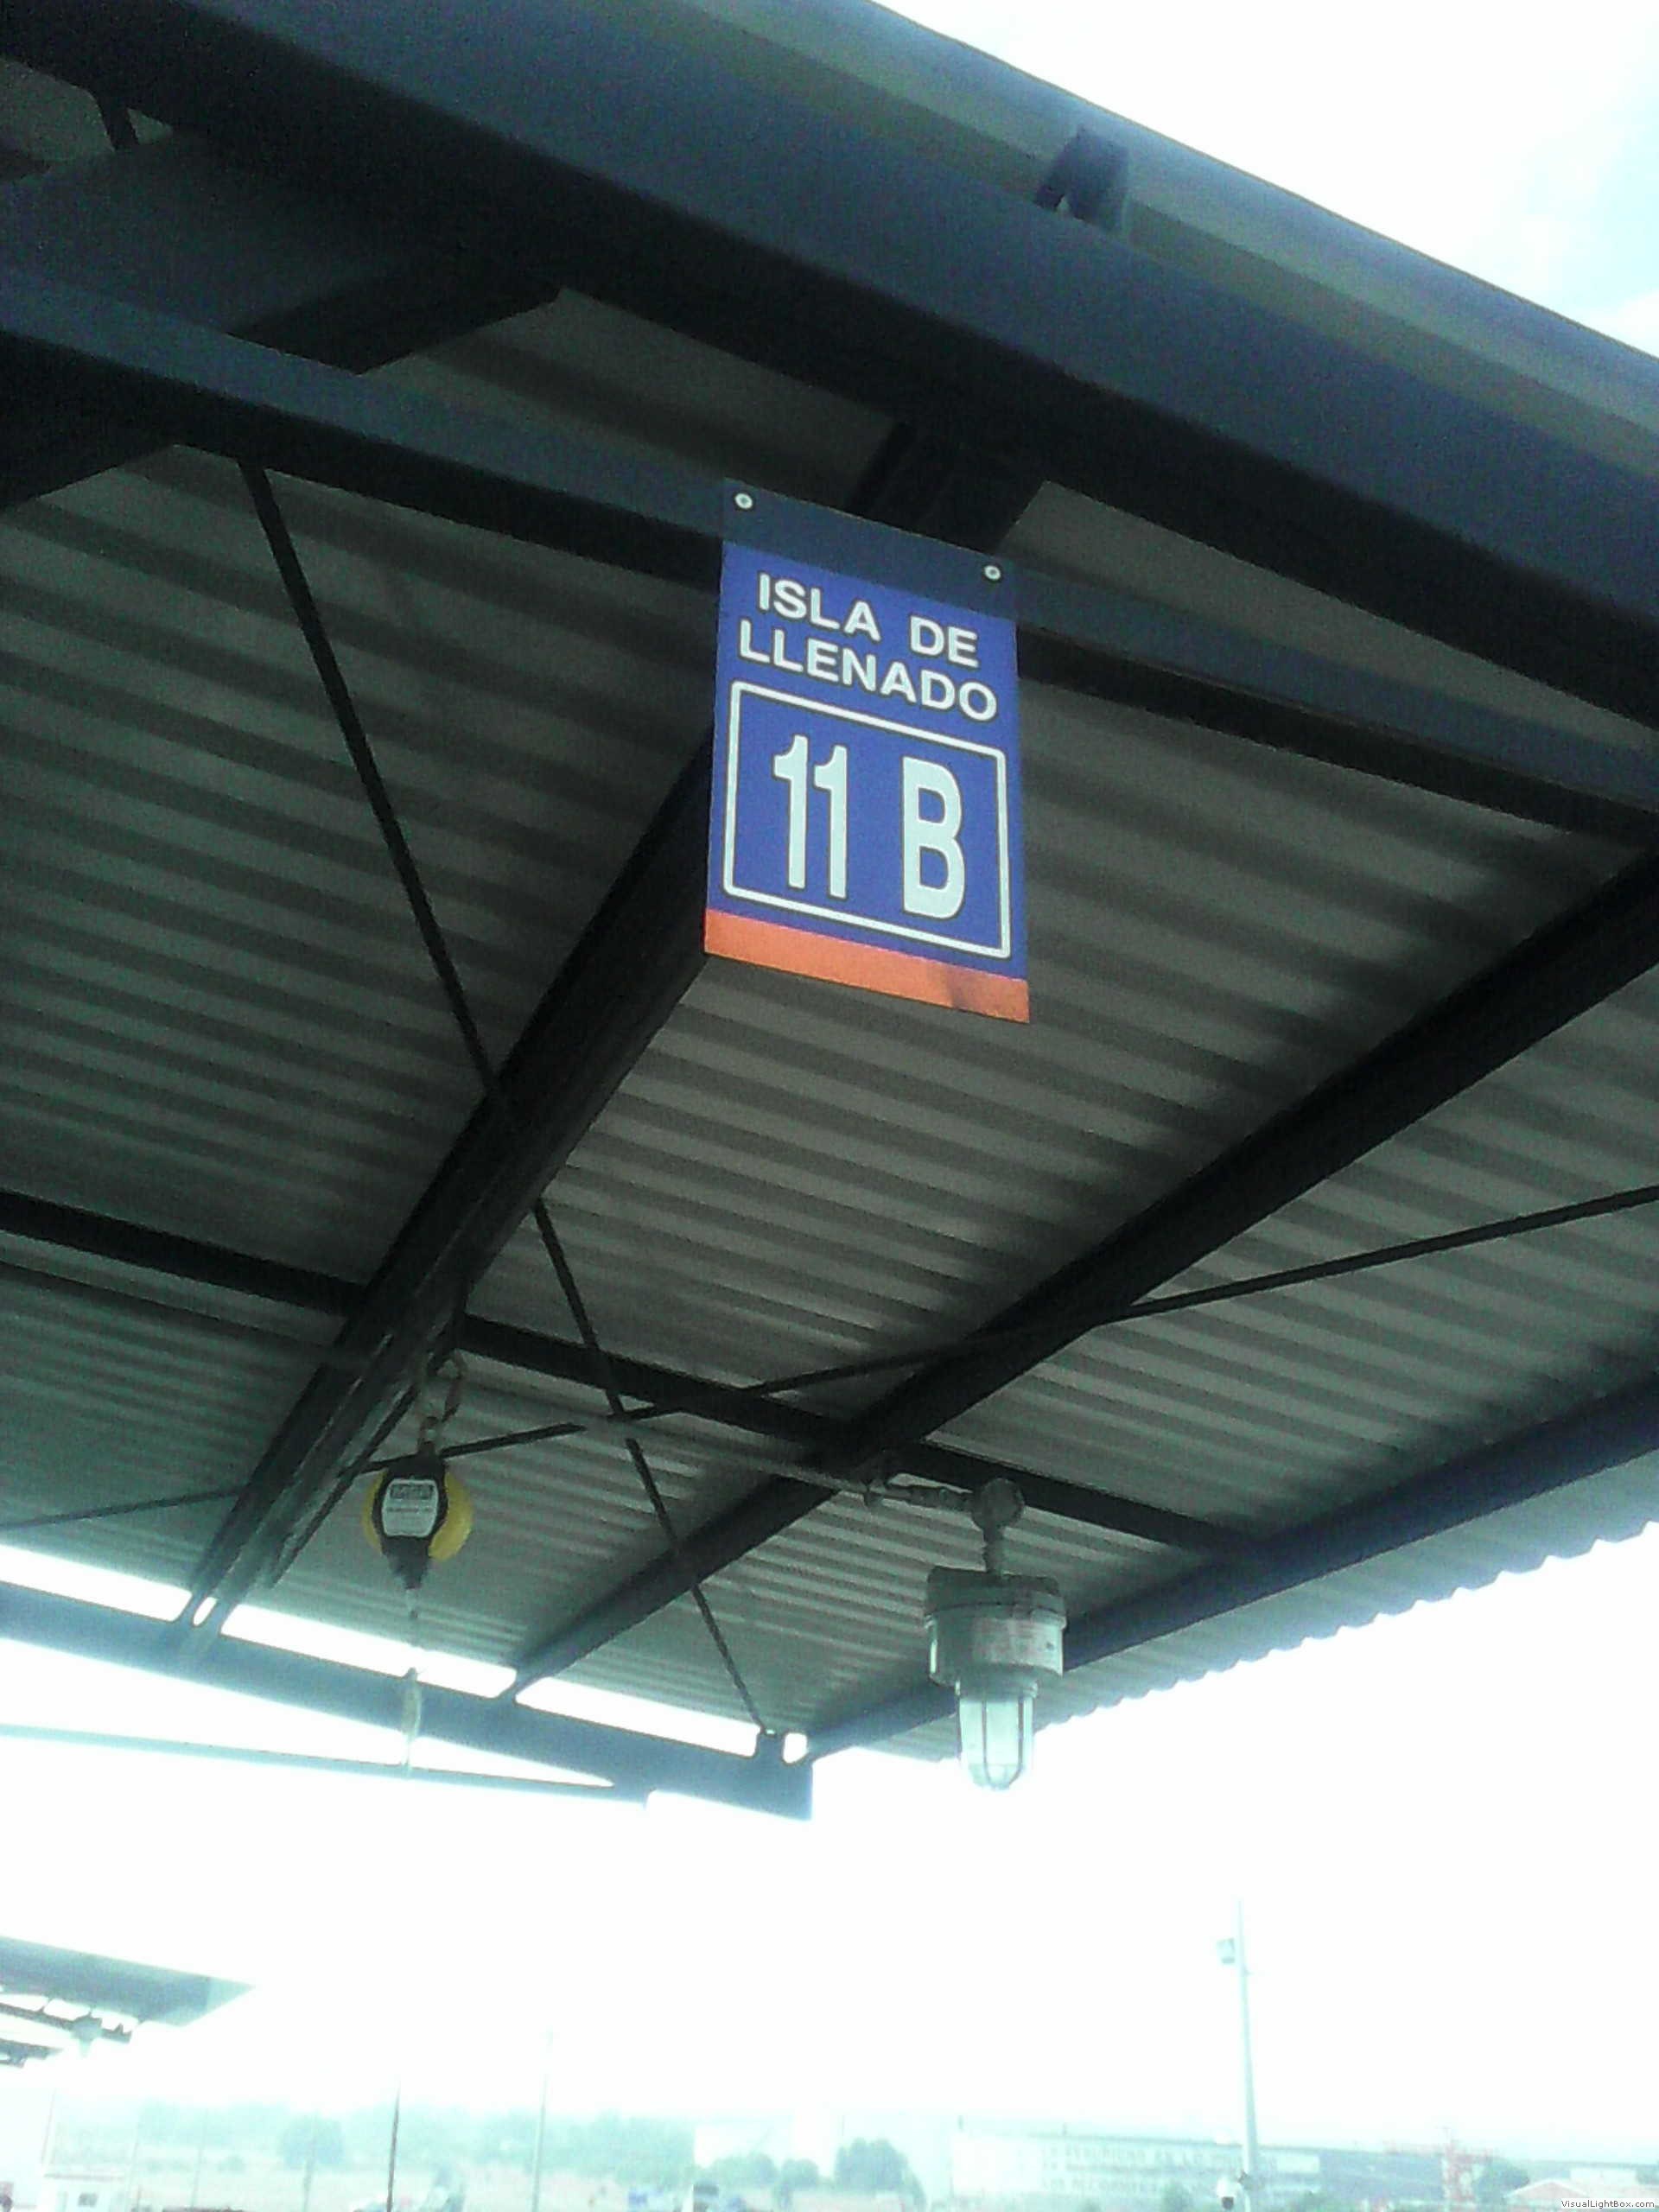 ISLA DE
LLENADO
11 B
VisualLightBox.com